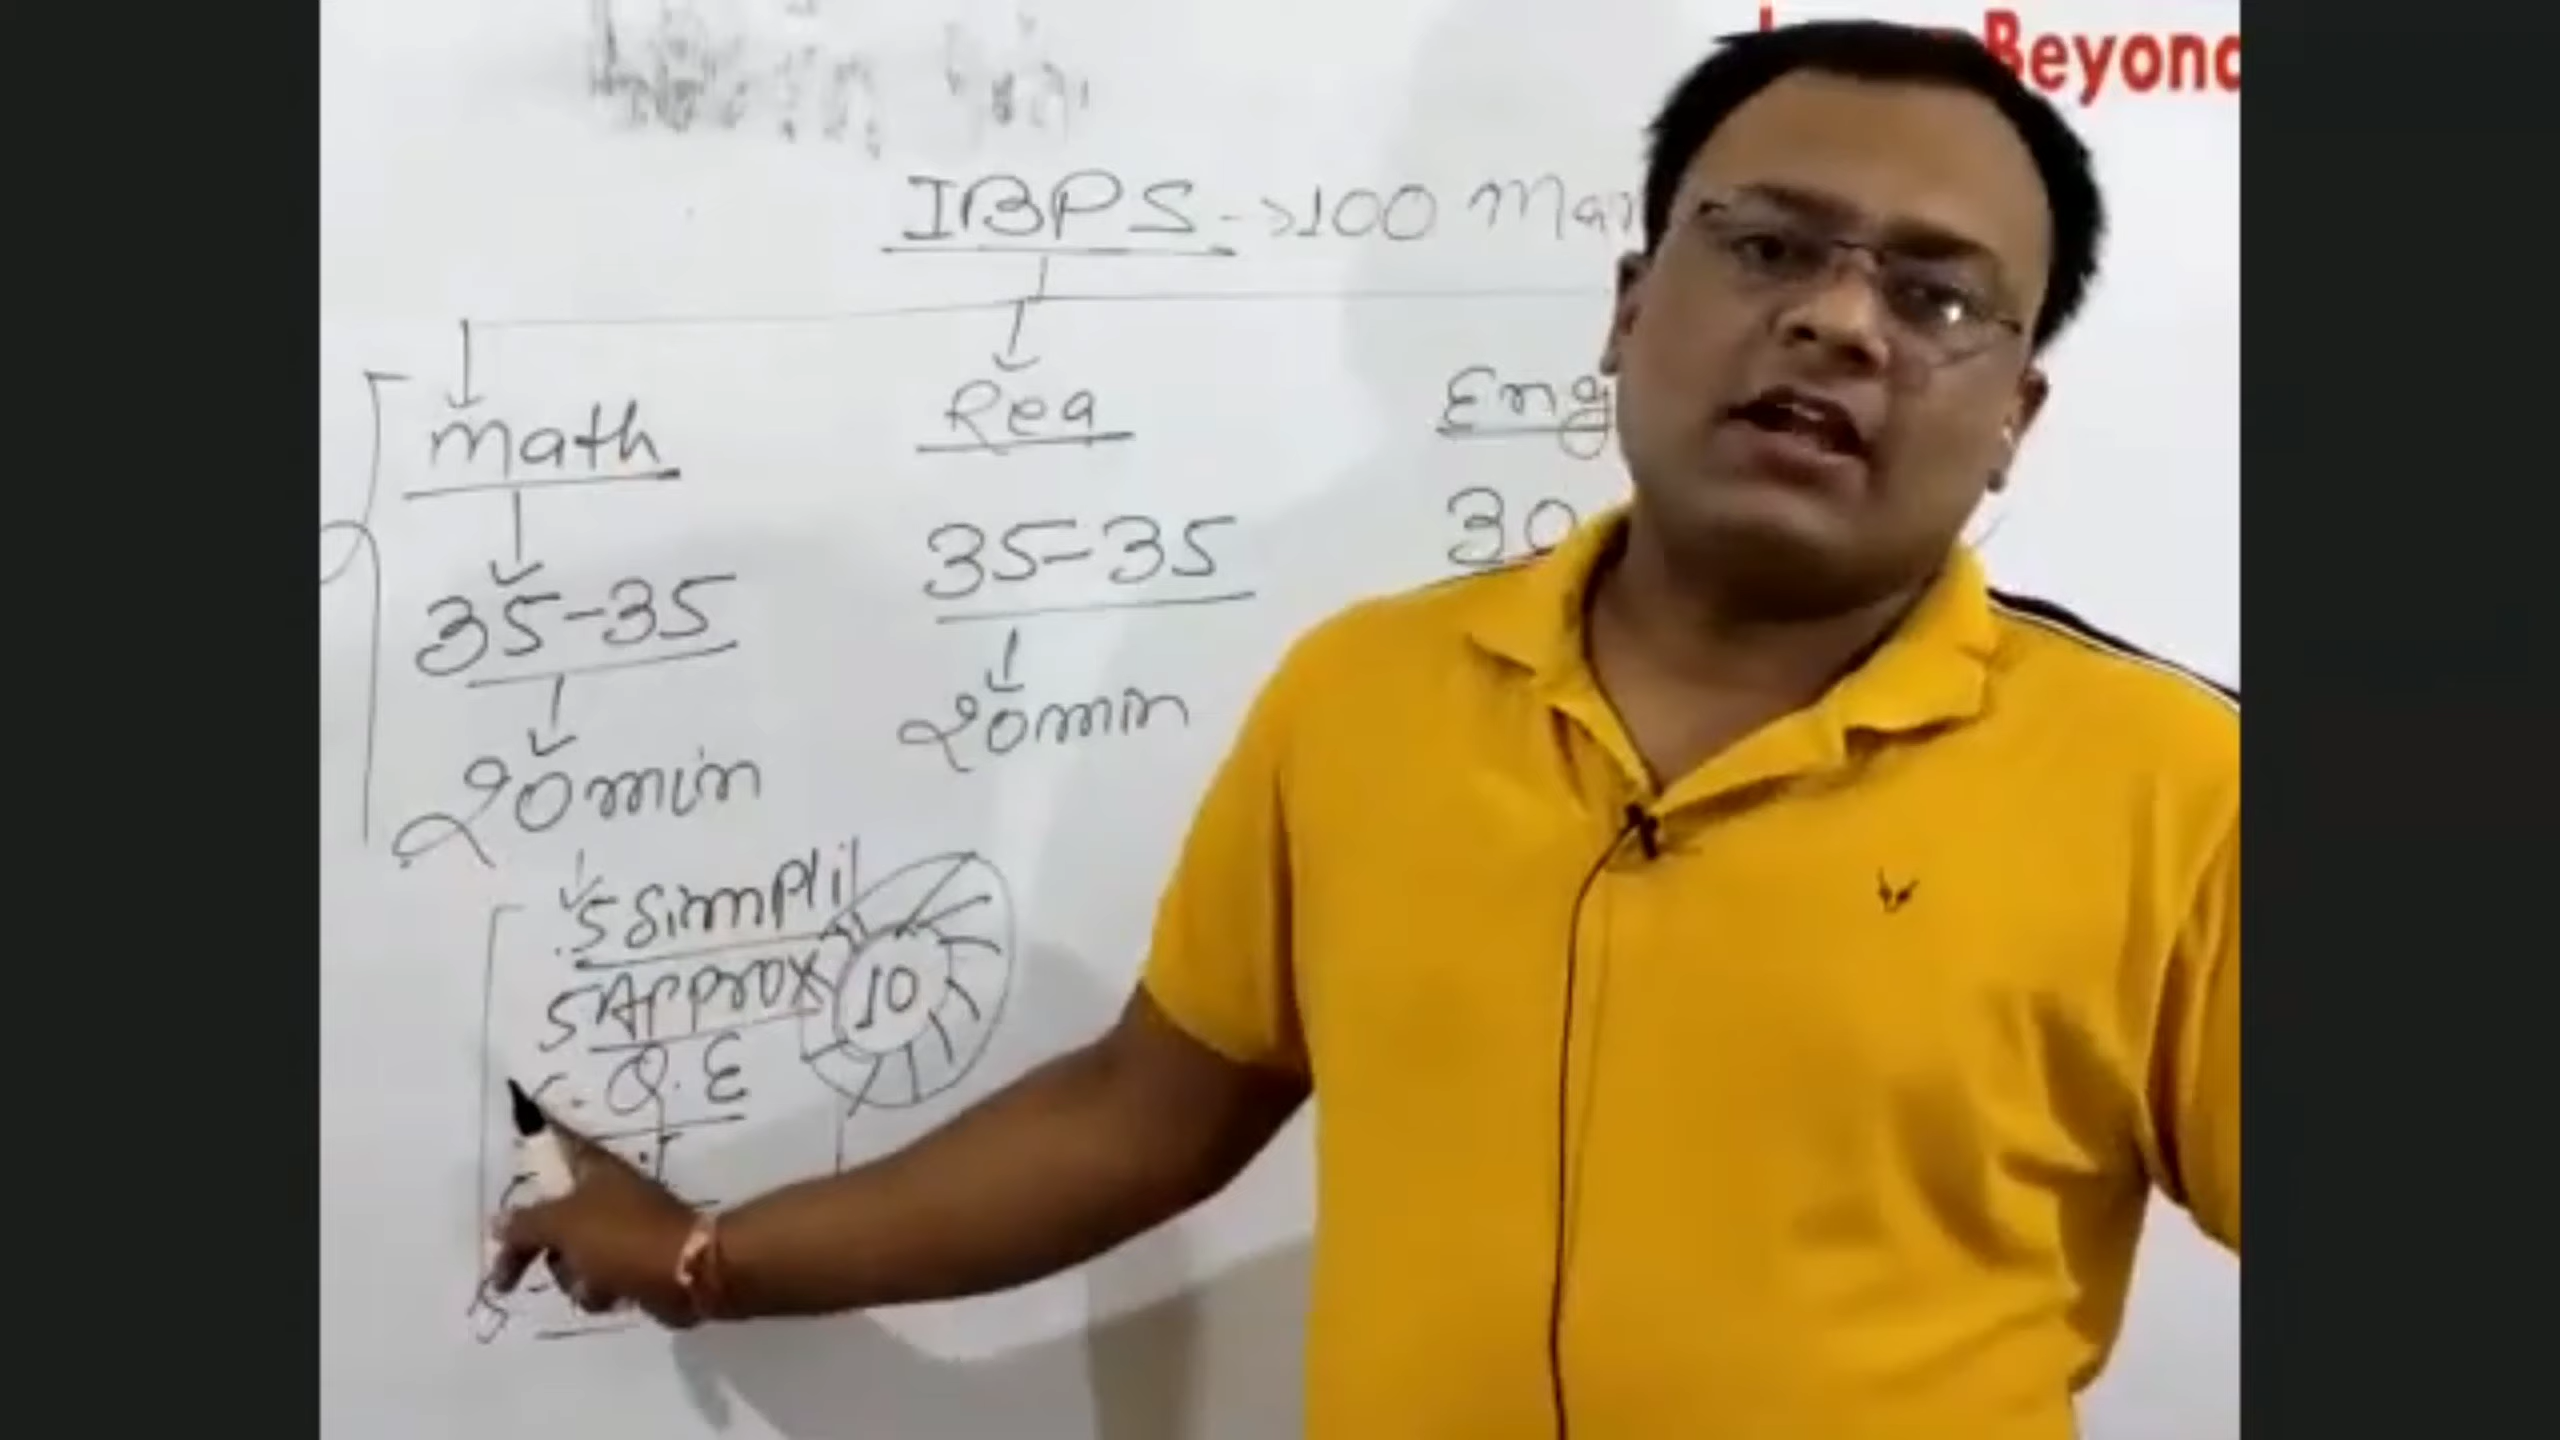 Beyond
IBPS -> 100 Mar
Math
Rea
Eng
35-35
35-35
30
20min
20min
5 Simpli
5 Approx
10
Q.E
5